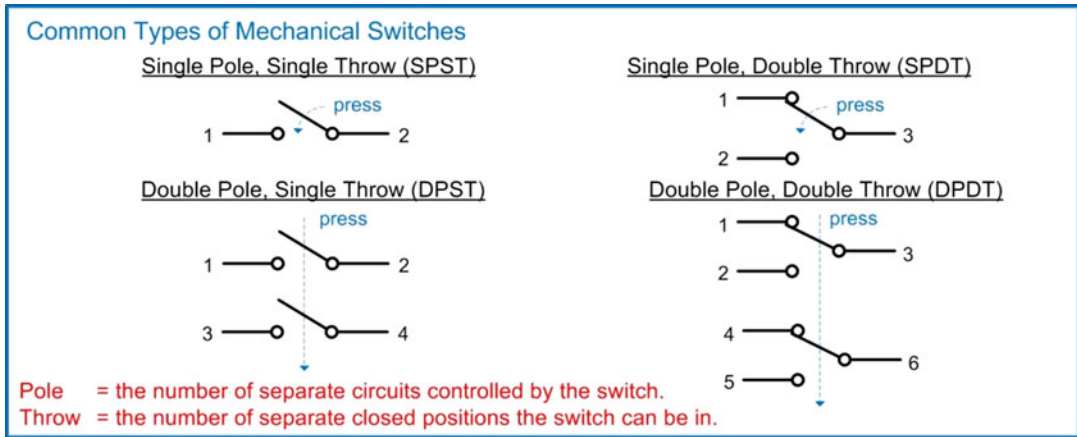 Common Types of Mechanical Switches
Single Pole, Single Throw (SPST)
press
1
2
Single Pole, Double Throw (SPDT)
1
press
3
2
Double Pole, Single Throw (DPST)
press
1
2
3
4
Double Pole, Double Throw (DPDT)
1
press
3
2
4
6
5
Pole = the number of separate circuits controlled by the switch.
Throw = the number of separate closed positions the switch can be in.